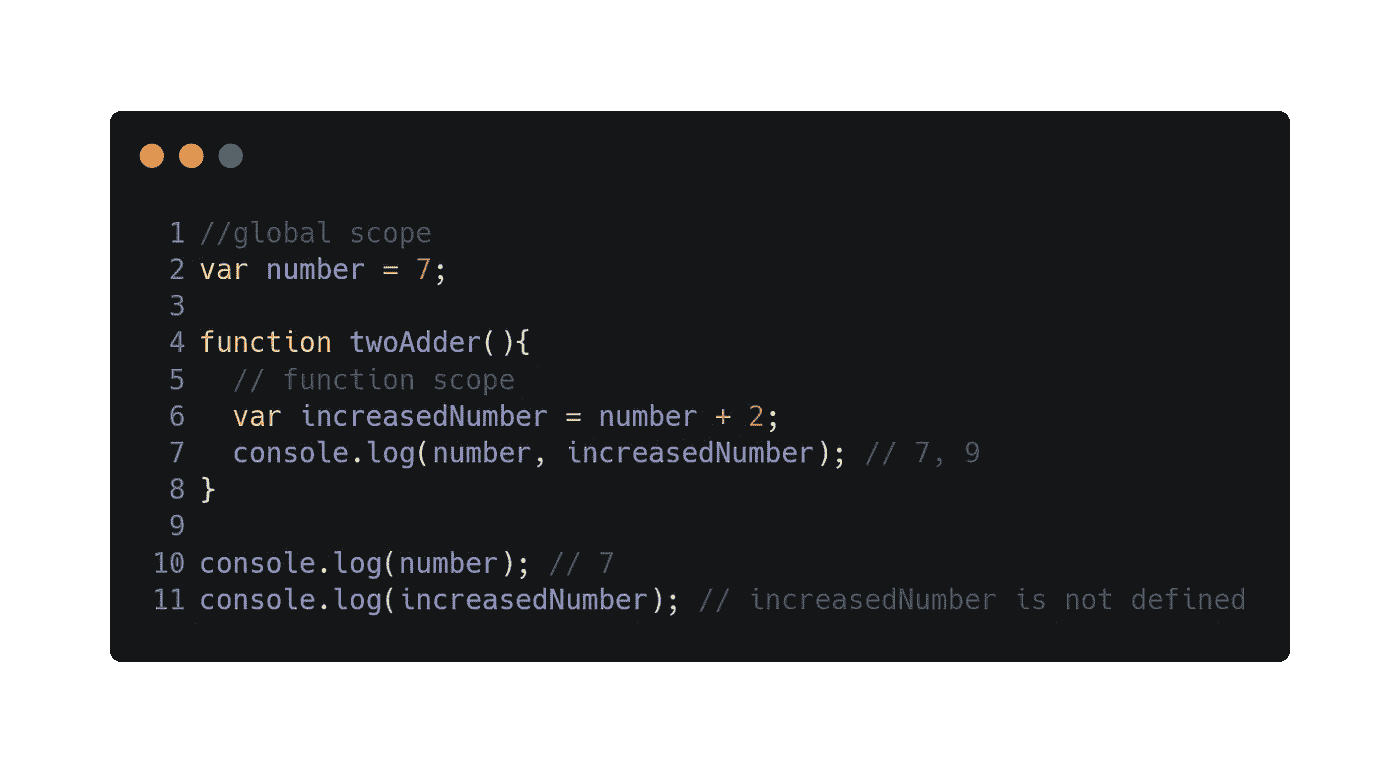 1 //global scope
2 var number = 7;
3
4 function twoAdder(){
5   // function scope
6   var increasedNumber = number + 2;
7   console.log(number, increasedNumber); // 7, 9
8 }
9
10 console.log(number); // 7
11 console.log(increasedNumber); // increasedNumber is not defined